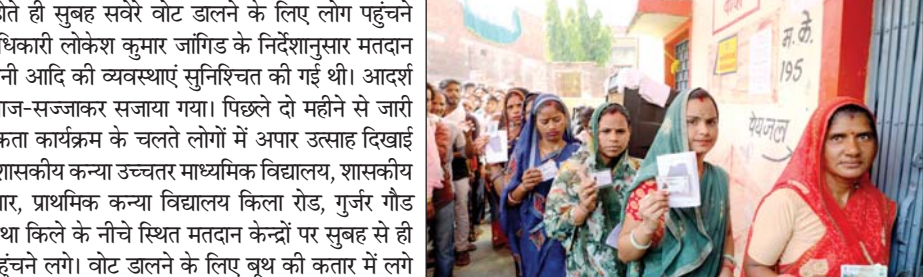 होते ही सुबह सवेरे वोट डालने के लिए लोग पहुंचने
धिकारी लोकेश कुमार जांगिड के निर्देशानुसार मतदान
नी आदि की व्यवस्थाएं सुनिश्चित की गई थी। आदर्श
ाज-सज्जाकर सजाया गया। पिछले दो महीने से जारी
कता कार्यक्रम के चलते लोगों में अपार उत्साह दिखाई
शासकीय कन्या उच्चतर माध्यमिक विद्यालय, शासकीय
ार, प्राथमिक कन्या विद्यालय किला रोड, गुर्जर गौड
था किले के नीचे स्थित मतदान केन्द्रों पर सुबह से ही
हुंचने लगे। वोट डालने के लिए बूथ की कतार में लगे
म.के.
195
पेयजल